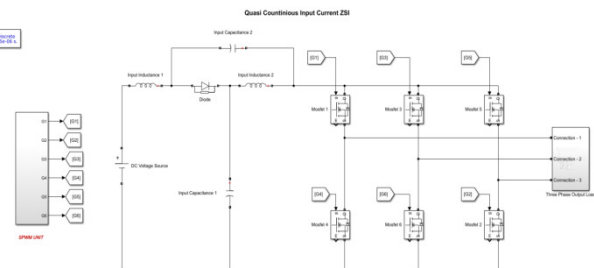 Quasi Countinious Input Current ZSI
Discrete
5e-06 s.
Input Capacitance 2
[G1]
[G3]
[G5]
Input Inductance 1
Input Inductance 2
Diode
Mosfet 1
Mosfet 3
Mosfet 5
G1
[G1]
G2
[G2]
G3
[G3]
G4
[G4]
G5
[G5]
G6
[G6]
+
DC Voltage Source
Connection - 1
Connection - 2
Connection - 3
Three Phase Output Load
Input Capacitance 1
[G4]
[G6]
[G2]
Mosfet 4
Mosfet 6
Mosfet 2
SPWM UNIT